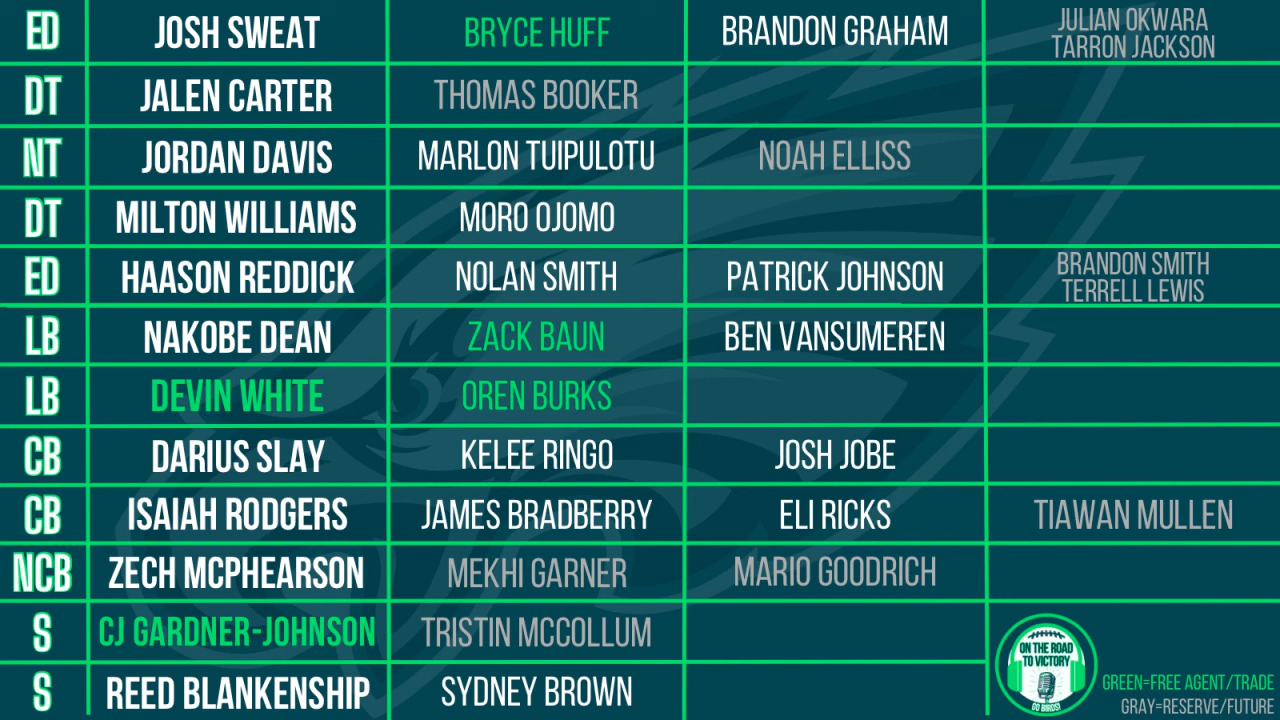 ED JOSH SWEAT BRYCE HUFF BRANDON GRAHAM JULIAN OKWARA
TARRON JACKSON
DT JALEN CARTER THOMAS BOOKER
NT JORDAN DAVIS MARLON TUIPULOTU NOAH ELLISS
DT MILTON WILLIAMS MORO OJOMO
ED HAASON REDDICK NOLAN SMITH PATRICK JOHNSON BRANDON SMITH
TERRELL LEWIS
LB NAKOBE DEAN ZACK BAUN BEN VANSUMEREN
LB DEVIN WHITE OREN BURKS
CB DARIUS SLAY KELEE RINGO JOSH JOBE
CB ISAIAH RODGERS JAMES BRADBERRY ELI RICKS TIAWAN MULLEN
NCB ZECH MCPHEARSON MEKHI GARNER MARIO GOODRICH
S CJ GARDNER-JOHNSON TRISTIN MCCOLLUM
S REED BLANKENSHIP SYDNEY BROWN
ON THE ROAD
TO VICTORY
GO BIRDS!
GREEN=FREE AGENT/TRADE
GRAY=RESERVE/FUTURE